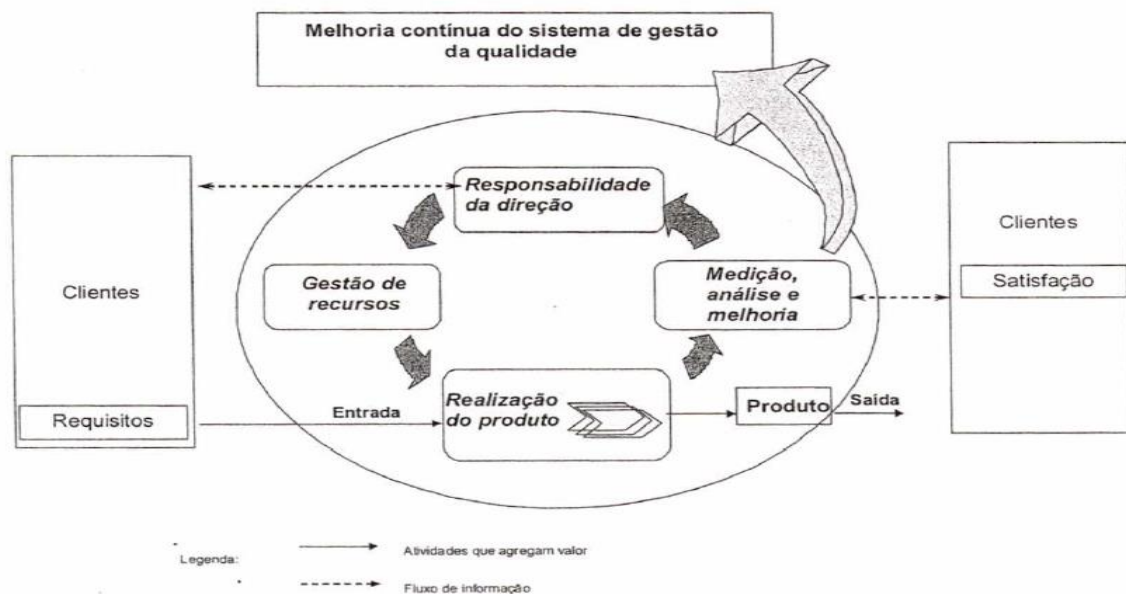 Melhoria contínua do sistema de gestão
da qualidade
Responsabilidade
da direção
Clientes
Gestão de
recursos
Medição,
análise e
melhoria
Clientes
Satisfação
Requisitos
Entrada
Realização
do produto
Produto
Saída
Legenda:
Atividades que agregam valor
Fluxo de informação